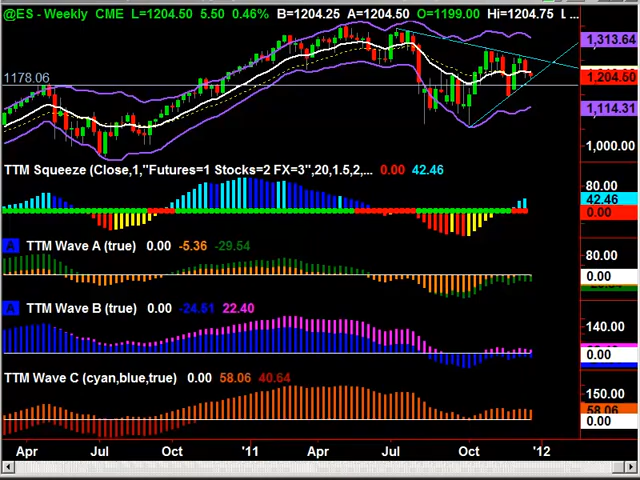 @ES - Weekly CME L=1204.50 5.50 0.46% B=1204.25 A=1204.50 O=1199.00 Hi=1204.75 L ...
1,313.64
1178.06
1,204.50
1,114.31
1,000.00
TTM Squeeze (Close,1,"Futures=1 Stocks=2 FX=3",20,1.5,2,... 0.00 42.46
80.00
42.46
0.00
A TTM Wave A (true) 0.00 -5.36 -29.54
80.00
0.00
A TTM Wave B (true) 0.00 -24.51 22.40
140.00
0.00
TTM Wave C (cyan,blue,true) 0.00 58.06 40.64
150.00
58.06
0.00
Apr Jul Oct '11 Apr Jul Oct '12